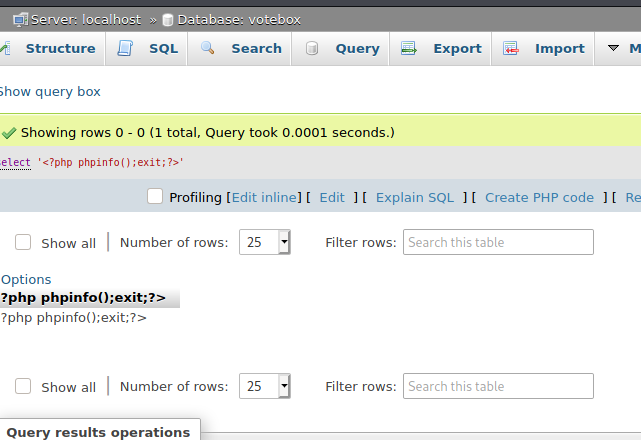 Server: localhost » Database: votebox
Structure SQL Search Query Export Import M
Show query box
Showing rows 0 - 0 (1 total, Query took 0.0001 seconds.)
select '<?php phpinfo();exit;?>'
Profiling [Edit inline] [ Edit ] [ Explain SQL ] [ Create PHP code ] [ Re
Show all Number of rows: 25 Filter rows: Search this table
Options
?php phpinfo();exit;?>
?php phpinfo();exit;?>
Show all Number of rows: 25 Filter rows: Search this table
Query results operations